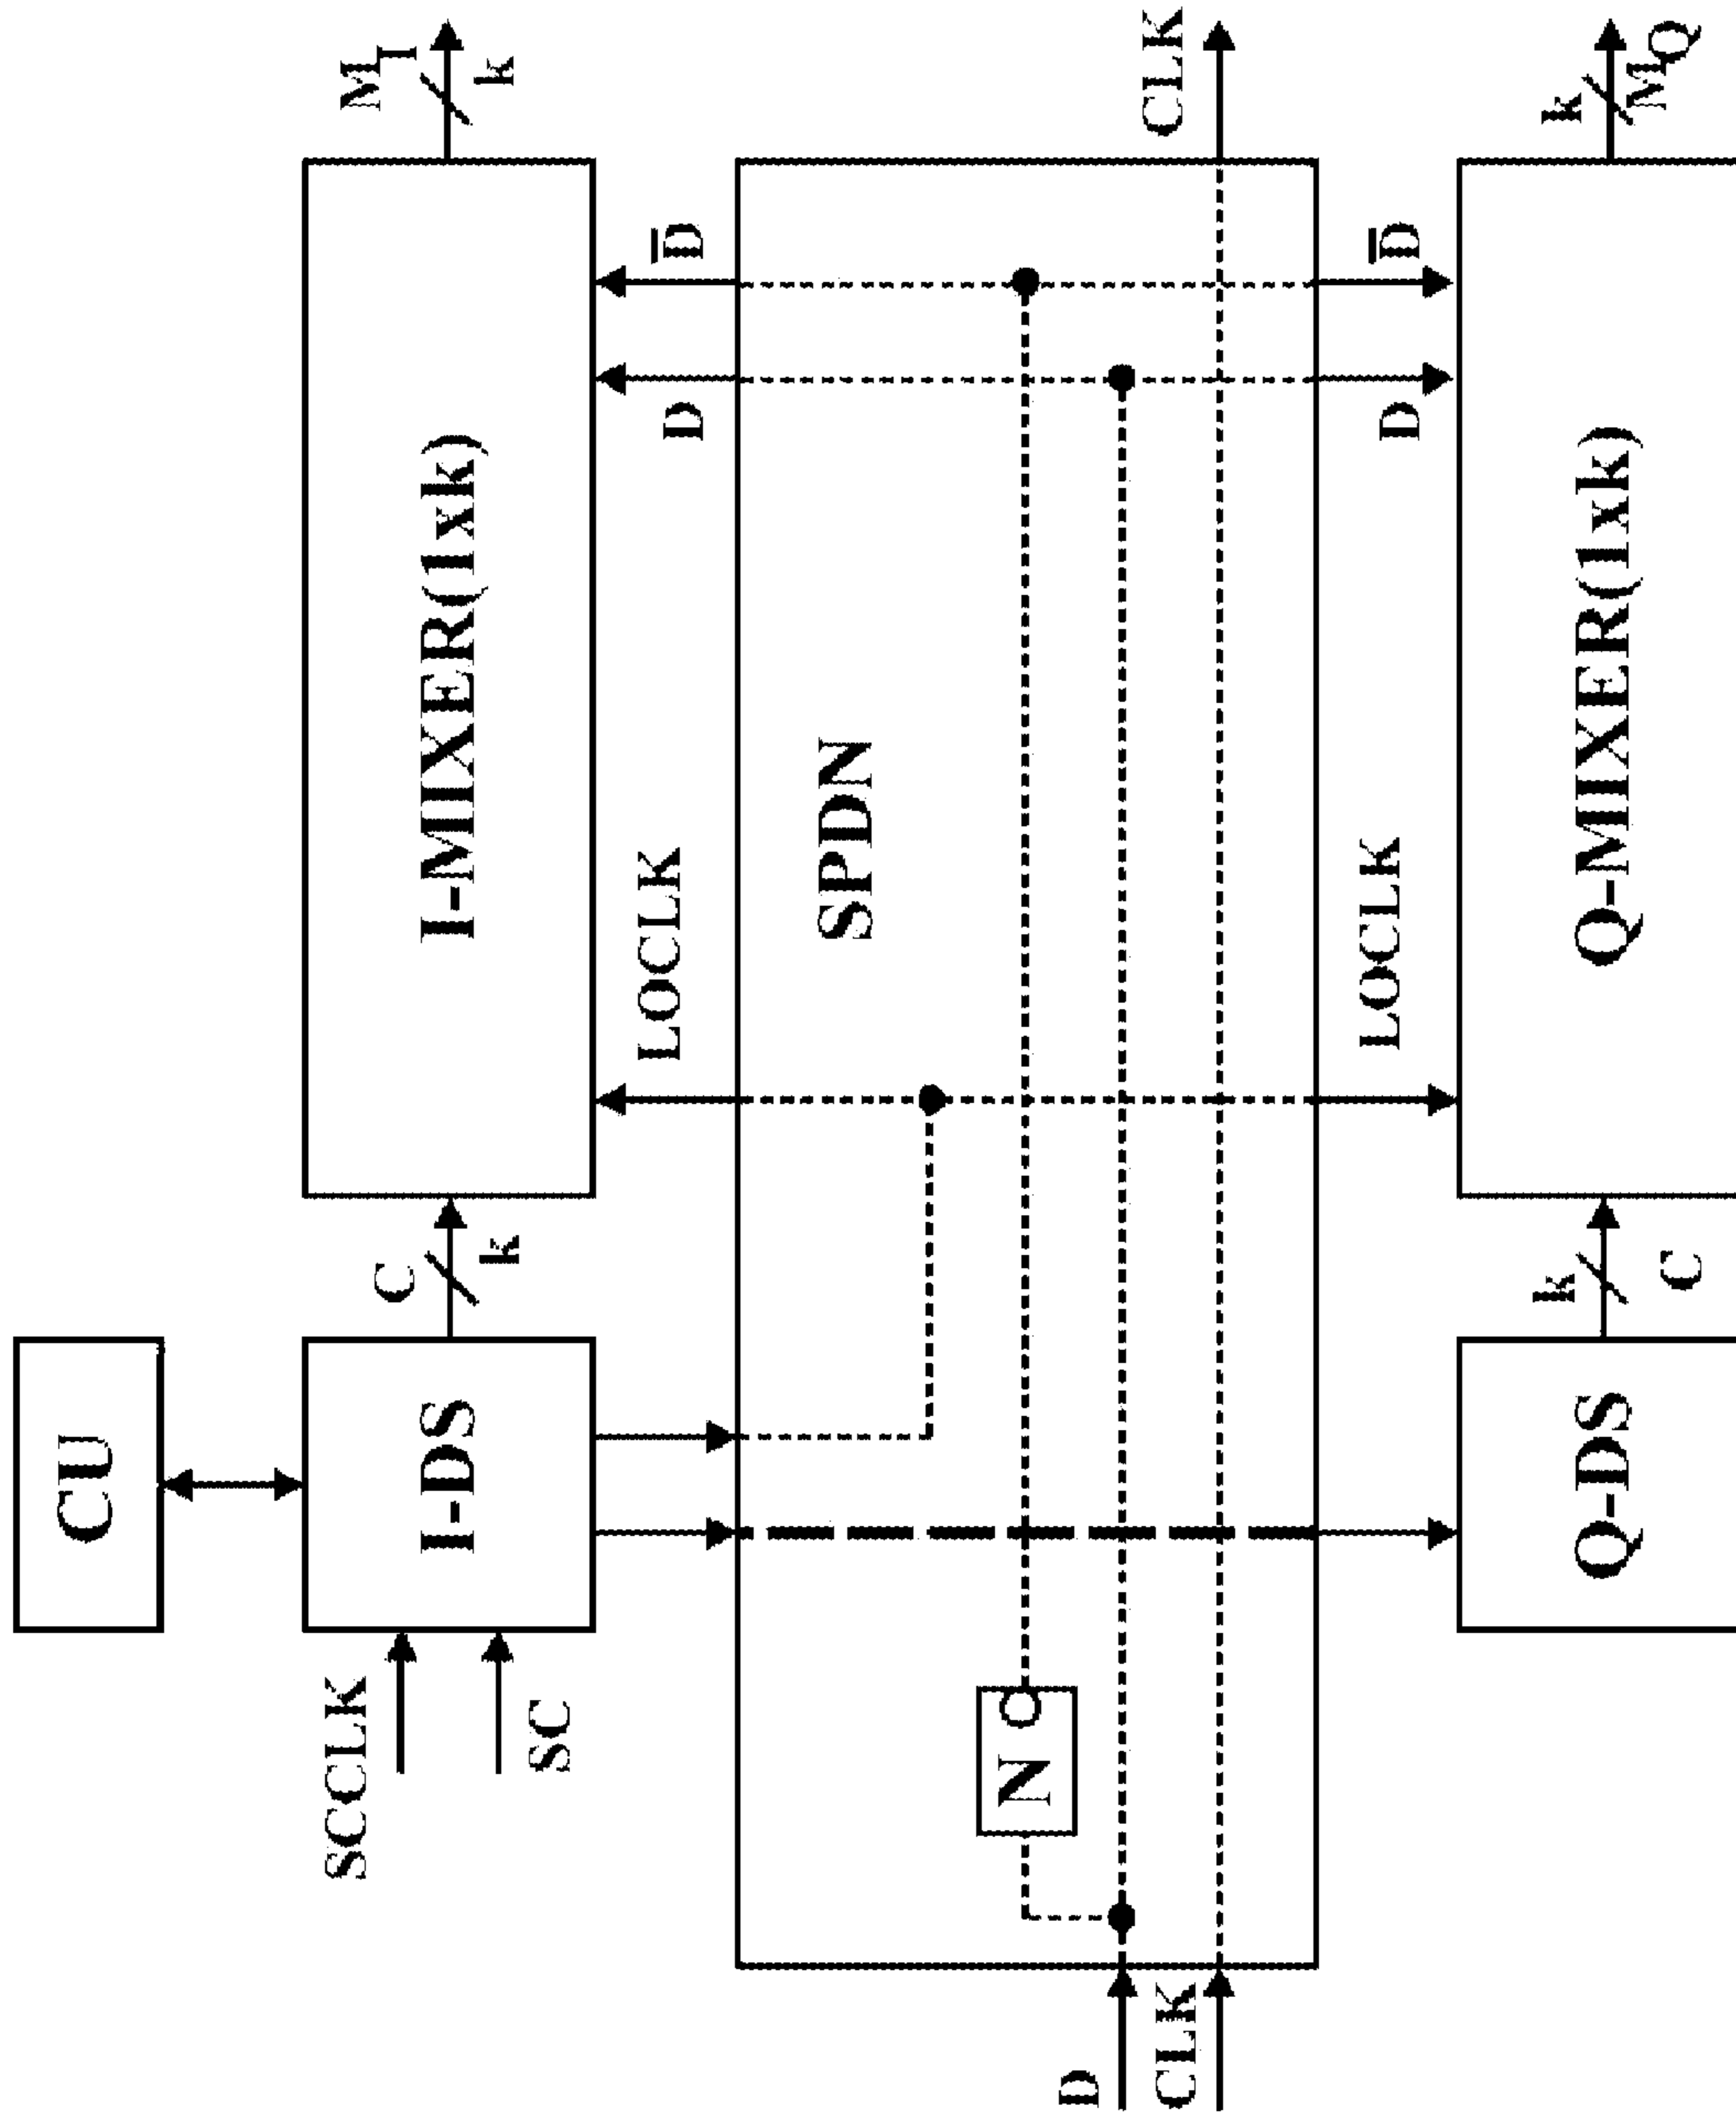 CU
SCCLK
C
M_I
I-DS
I-MIXER(1xk)
SC
k
k
LOCLK
D
D̅
SPDN
N
D
CLK
CLK
LOCLK
D
D̅
k
k
Q-DS
Q-MIXER(1xk)
C
M_Q